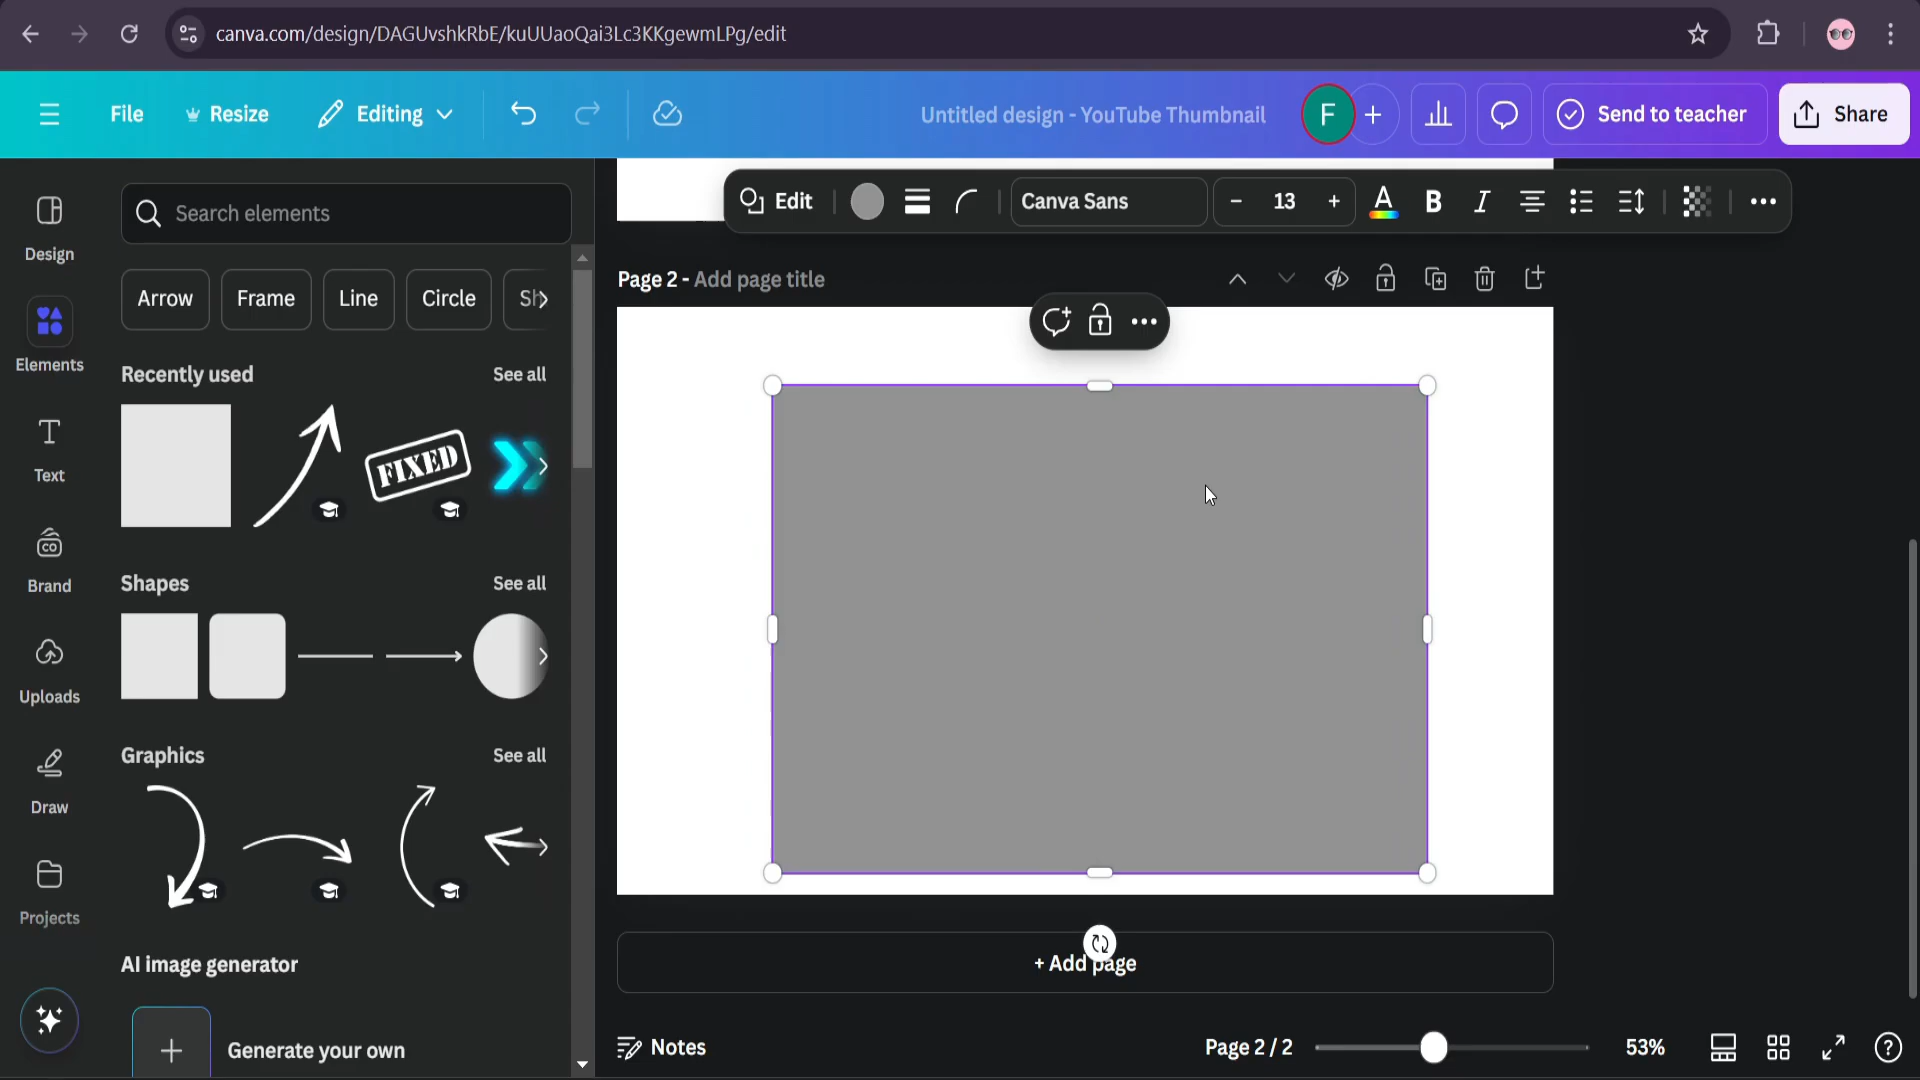 canva.com/design/DAGUvshkRbE/kuUUaoQai3Lc3KKgewmLPg/edit
File
Resize
Editing
Untitled design - YouTube Thumbnail
F
Send to teacher
Share
Design
Elements
Text
Brand
Uploads
Draw
Projects
Search elements
Arrow
Frame
Line
Circle
Sh
Recently used
See all
FIXED
Shapes
See all
Graphics
See all
AI image generator
Generate your own
Edit
Canva Sans
- 13 +
A
B
I
Page 2 - Add page title
+ Add page
Notes
Page 2 / 2
53%
CO
?